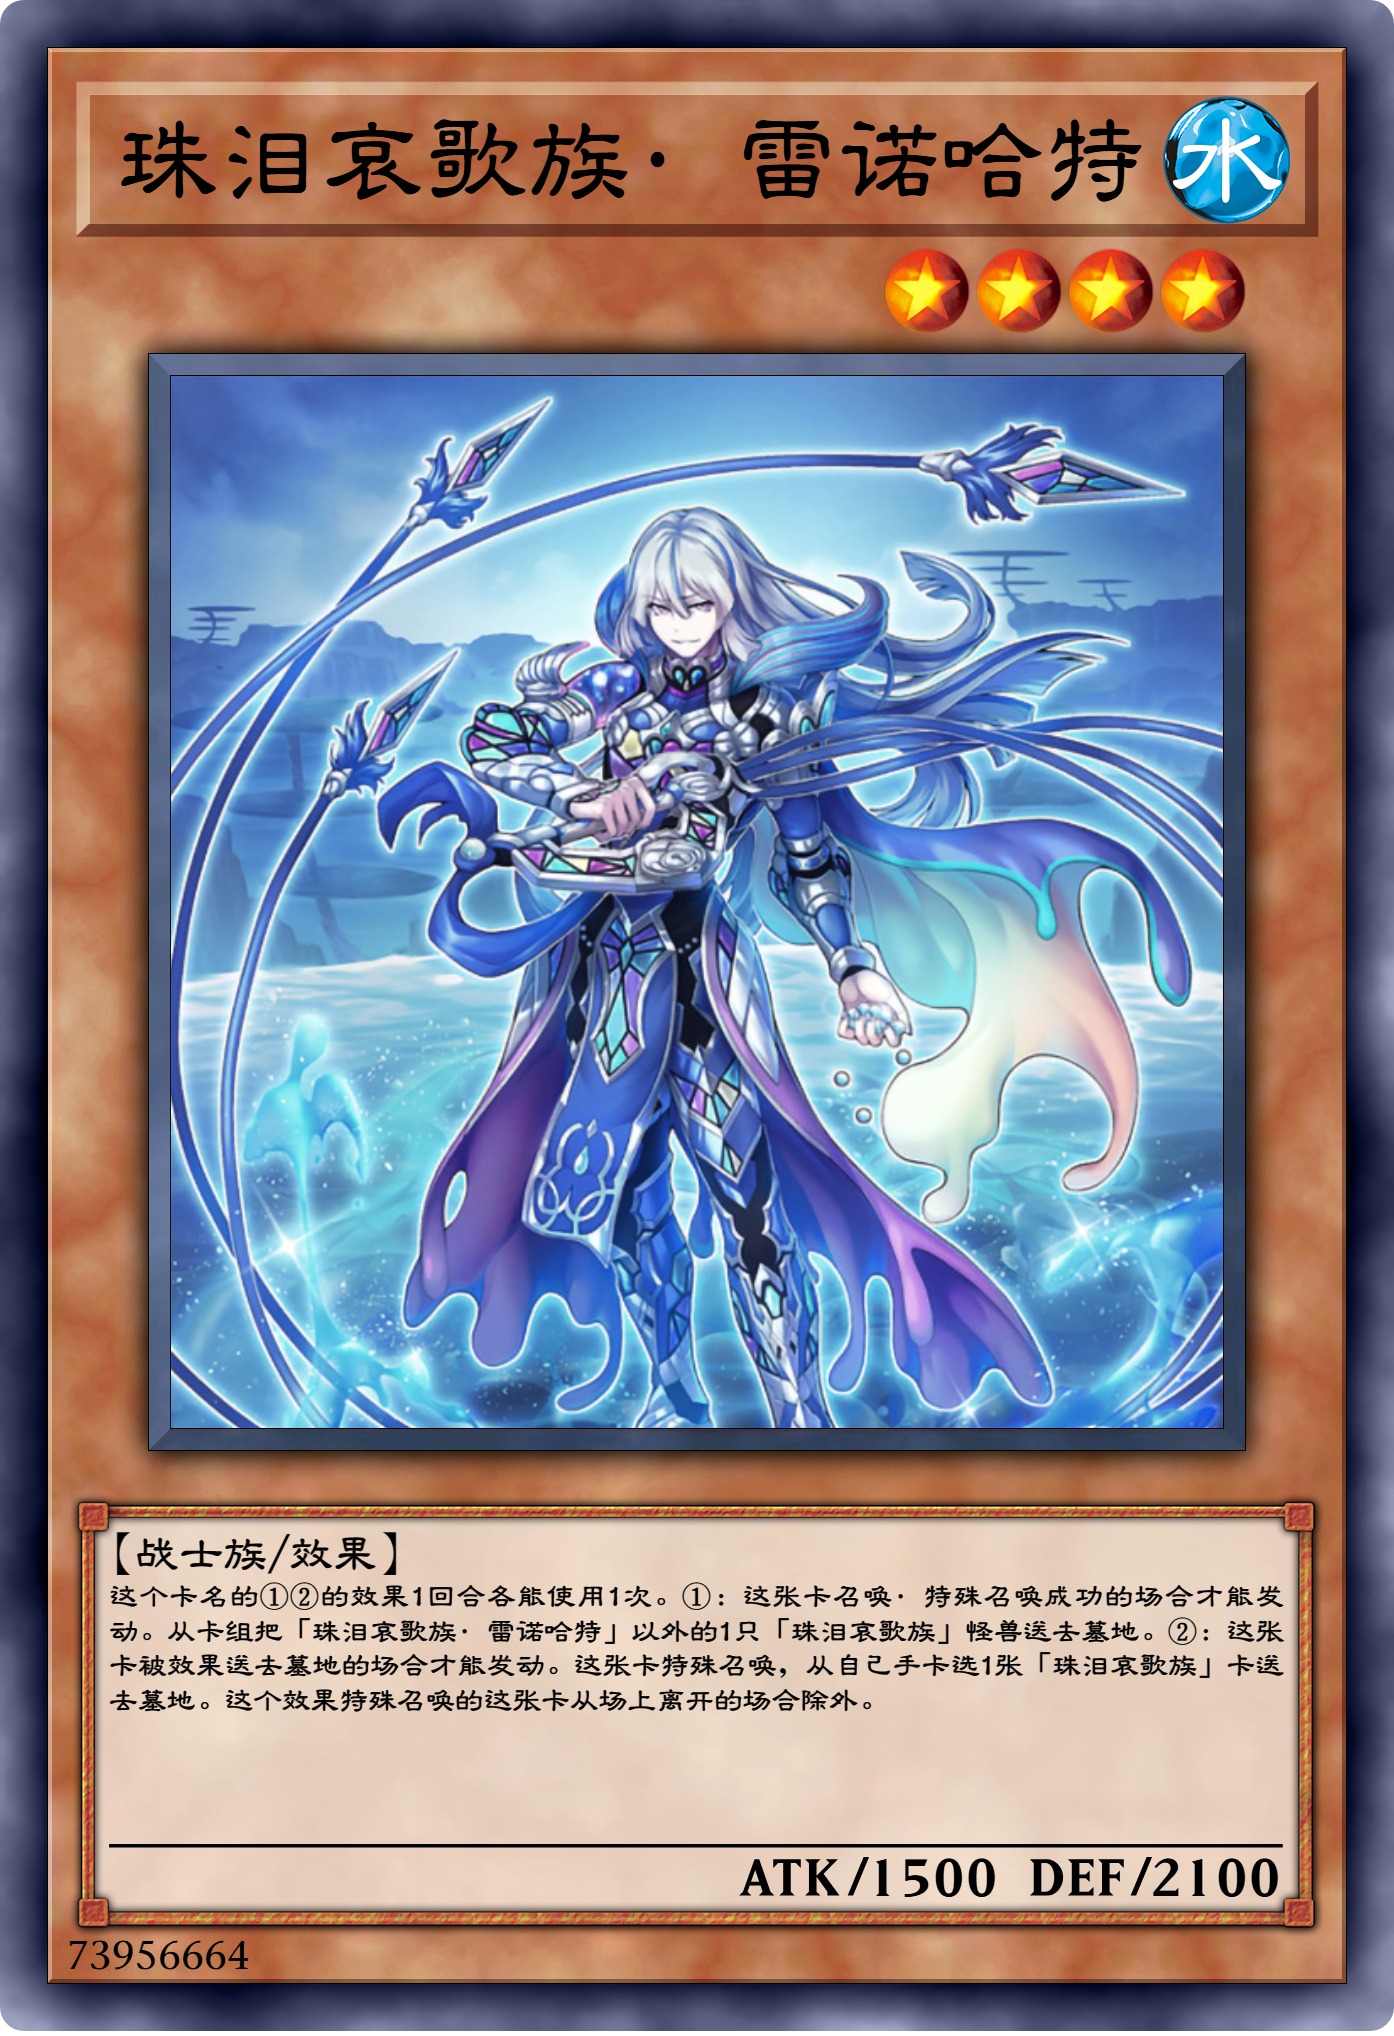 珠泪哀歌族·雷诺哈特 水
【战士族/效果】
这个卡名的①②的效果1回合各能使用1次。①：这张卡召唤·特殊召唤成功的场合才能发
动。从卡组把「珠泪哀歌族·雷诺哈特」以外的1只「珠泪哀歌族」怪兽送去墓地。②：这张
卡被效果送去墓地的场合才能发动。这张卡特殊召唤，从自己手卡选1张「珠泪哀歌族」卡送
去墓地。这个效果特殊召唤的这张卡从场上离开的场合除外。
ATK/1500 DEF/2100
73956664